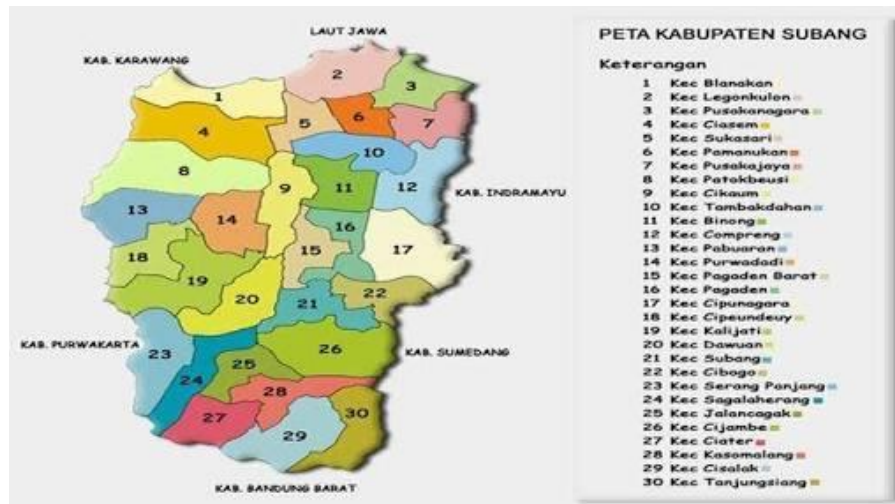 LAUT JAWA
KAB. KARAWANG
1
2
3
4
5
6
7
8
9
10
11
12
KAB. INDRAMAYU
13
14
15
16
17
18
19
20
21
22
KAB. PURWAKARTA
23
24
25
26
KAB. SUMEDANG
27
28
29
30
KAB. BANDUNG BARAT
PETA KABUPATEN SUBANG
Keterangan
1 Kec Blanakan
2 Kec Legonkulon
3 Kec Pusakanagara
4 Kec Ciasem
5 Kec Sukasari
6 Kec Pamanukan
7 Kec Pusakajaya
8 Kec Patokbeusi
9 Kec Cikaum
10 Kec Tambakdahan
11 Kec Binong
12 Kec Compreng
13 Kec Pabuaran
14 Kec Purwadadi
15 Kec Pagaden Barat
16 Kec Pagaden
17 Kec Cipunagara
18 Kec Cipeundeuy
19 Kec Kalijati
20 Kec Dawuan
21 Kec Subang
22 Kec Cibogo
23 Kec Serang Panjang
24 Kec Sagalaherang
25 Kec Jalancagak
26 Kec Cijambe
27 Kec Ciater
28 Kec Kasomalang
29 Kec Cisalak
30 Kec Tanjungsiang